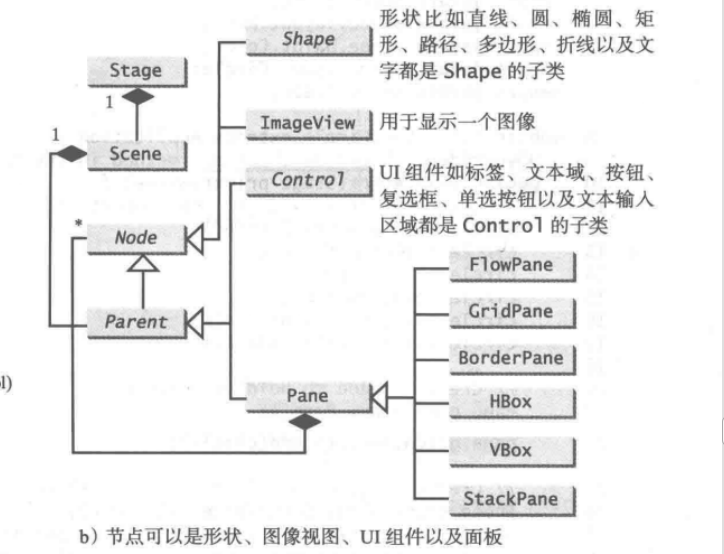 Shape
形状比如直线、圆、椭圆、矩
形、路径、多边形、折线以及文
字都是 Shape 的子类
Stage
1
ImageView
用于显示一个图像
1
Scene
Control
UI 组件如标签、文本域、按钮、
复选框、单选按钮以及文本输入
区域都是 Control 的子类
*
Node
FlowPane
Parent
GridPane
BorderPane
Pane
HBox
VBox
StackPane
b）节点可以是形状、图像视图、UI 组件以及面板